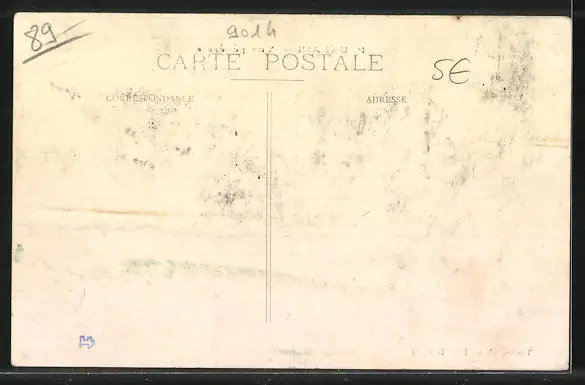 89-
9014
CARTE POSTALE
5€
CORRESPONDANCE
ADRESSE